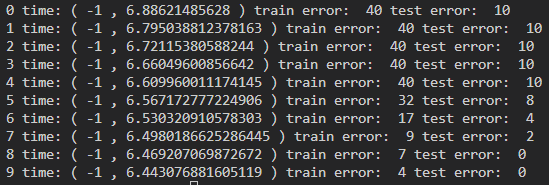 0 time: ( -1 , 6.88621485628 ) train error:  40 test error:  10
1 time: ( -1 , 6.795038812378163 ) train error:  40 test error:  10
2 time: ( -1 , 6.72115380588244 ) train error:  40 test error:  10
3 time: ( -1 , 6.66049600856642 ) train error:  40 test error:  10
4 time: ( -1 , 6.609960011174145 ) train error:  40 test error:  10
5 time: ( -1 , 6.567172777224906 ) train error:  32 test error:  8
6 time: ( -1 , 6.530320910578303 ) train error:  17 test error:  4
7 time: ( -1 , 6.4980186625286445 ) train error:  9 test error:  2
8 time: ( -1 , 6.469207069872672 ) train error:  7 test error:  0
9 time: ( -1 , 6.443076881605119 ) train error:  4 test error:  0